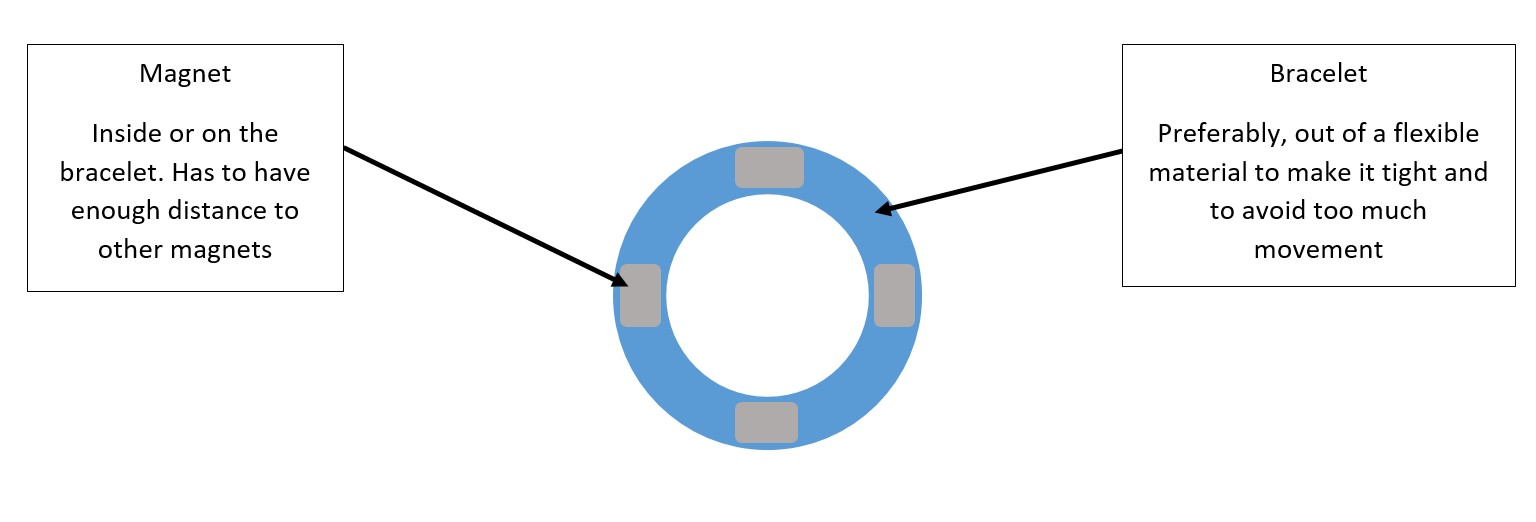 Magnet
Inside or on the
bracelet. Has to have
enough distance to
other magnets
Bracelet
Preferably, out of a flexible
material to make it tight and
to avoid too much
movement